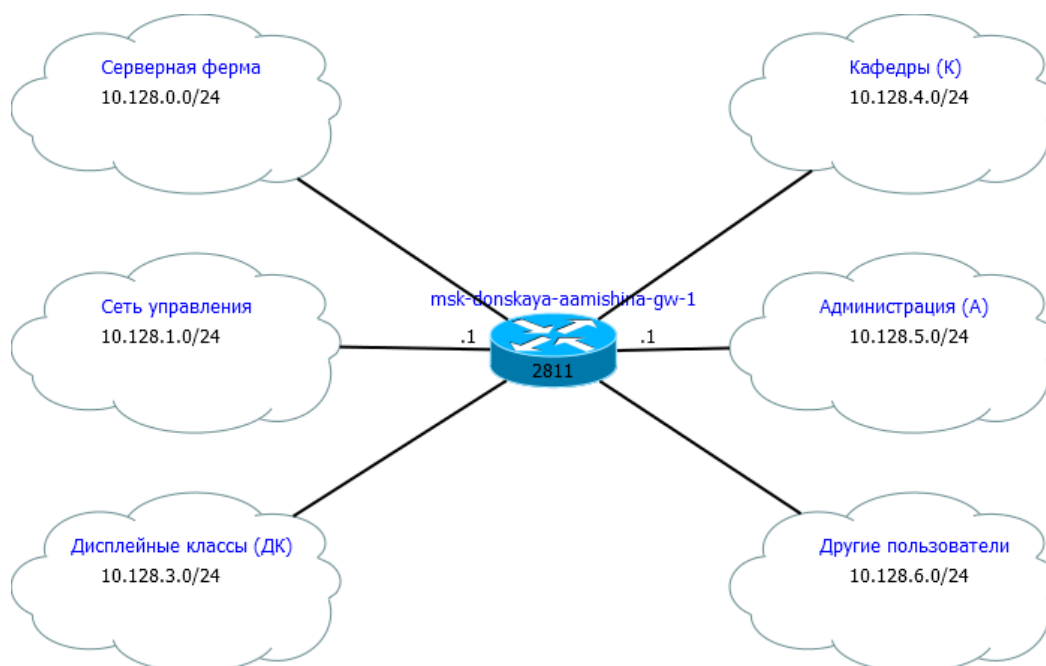 Серверная ферма
10.128.0.0/24
Кафедры (К)
10.128.4.0/24
msk-donskaya-aamishina-gw-1
Сеть управления
10.128.1.0/24
.1
.1
2811
Администрация (А)
10.128.5.0/24
Дисплейные классы (ДК)
10.128.3.0/24
Другие пользователи
10.128.6.0/24